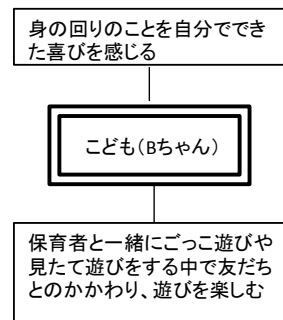 身の回りのことを自分ででき
た喜びを感じる
こども(Bちゃん)
保育者と一緒にごっこ遊びや
見たて遊びをする中で友だち
とのかかわり、遊びを楽しむ